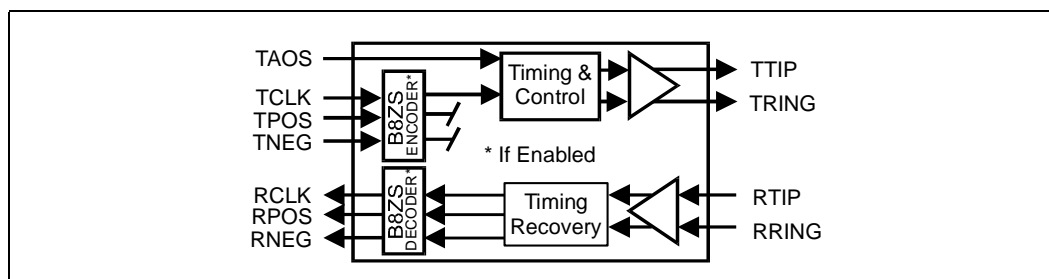 TAOS
TCLK
TPOS
TNEG
B8ZS
ENCODER*
Timing &
Control
TTIP
TRING
* If Enabled
RCLK
RPOS
RNEG
B8ZS
DECODER*
Timing
Recovery
RTIP
RRING